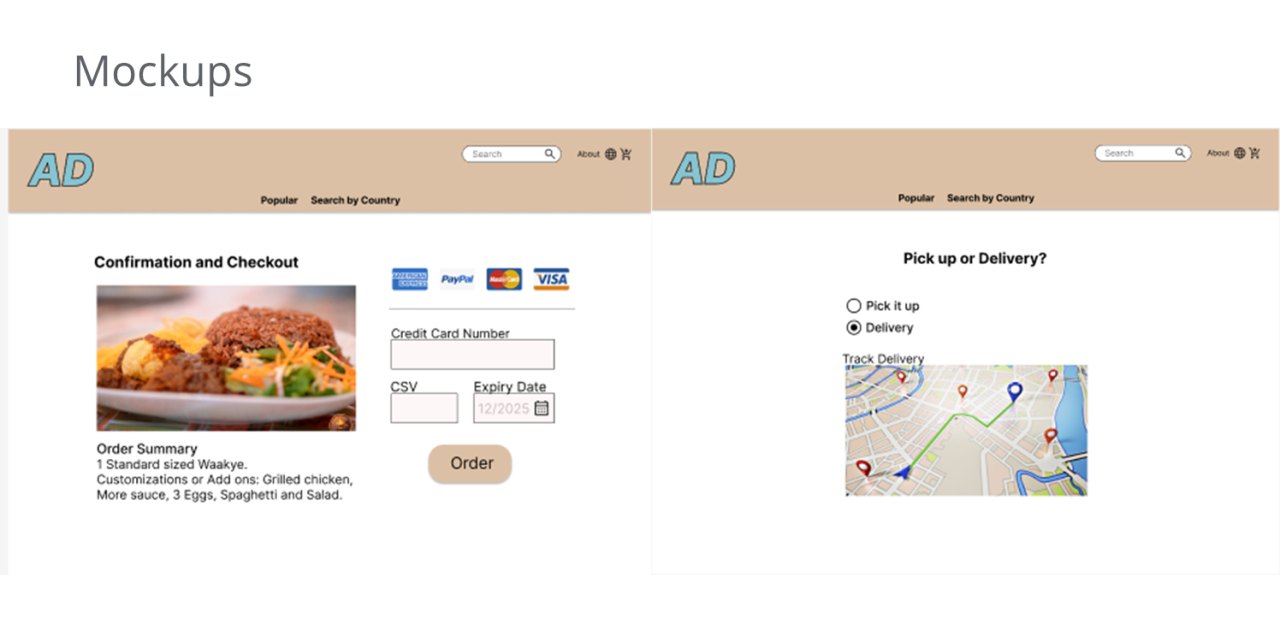 Mockups
AD
Search
About
Popular Search by Country
Confirmation and Checkout
AMERICAN EXPRESS
PayPal
MasterCard
VISA
Credit Card Number
CSV
Expiry Date
12/2025
Order
Order Summary
1 Standard sized Waakye.
Customizations or Add ons: Grilled chicken,
More sauce, 3 Eggs, Spaghetti and Salad.
AD
Search
About
Popular Search by Country
Pick up or Delivery?
Pick it up
Delivery
Track Delivery